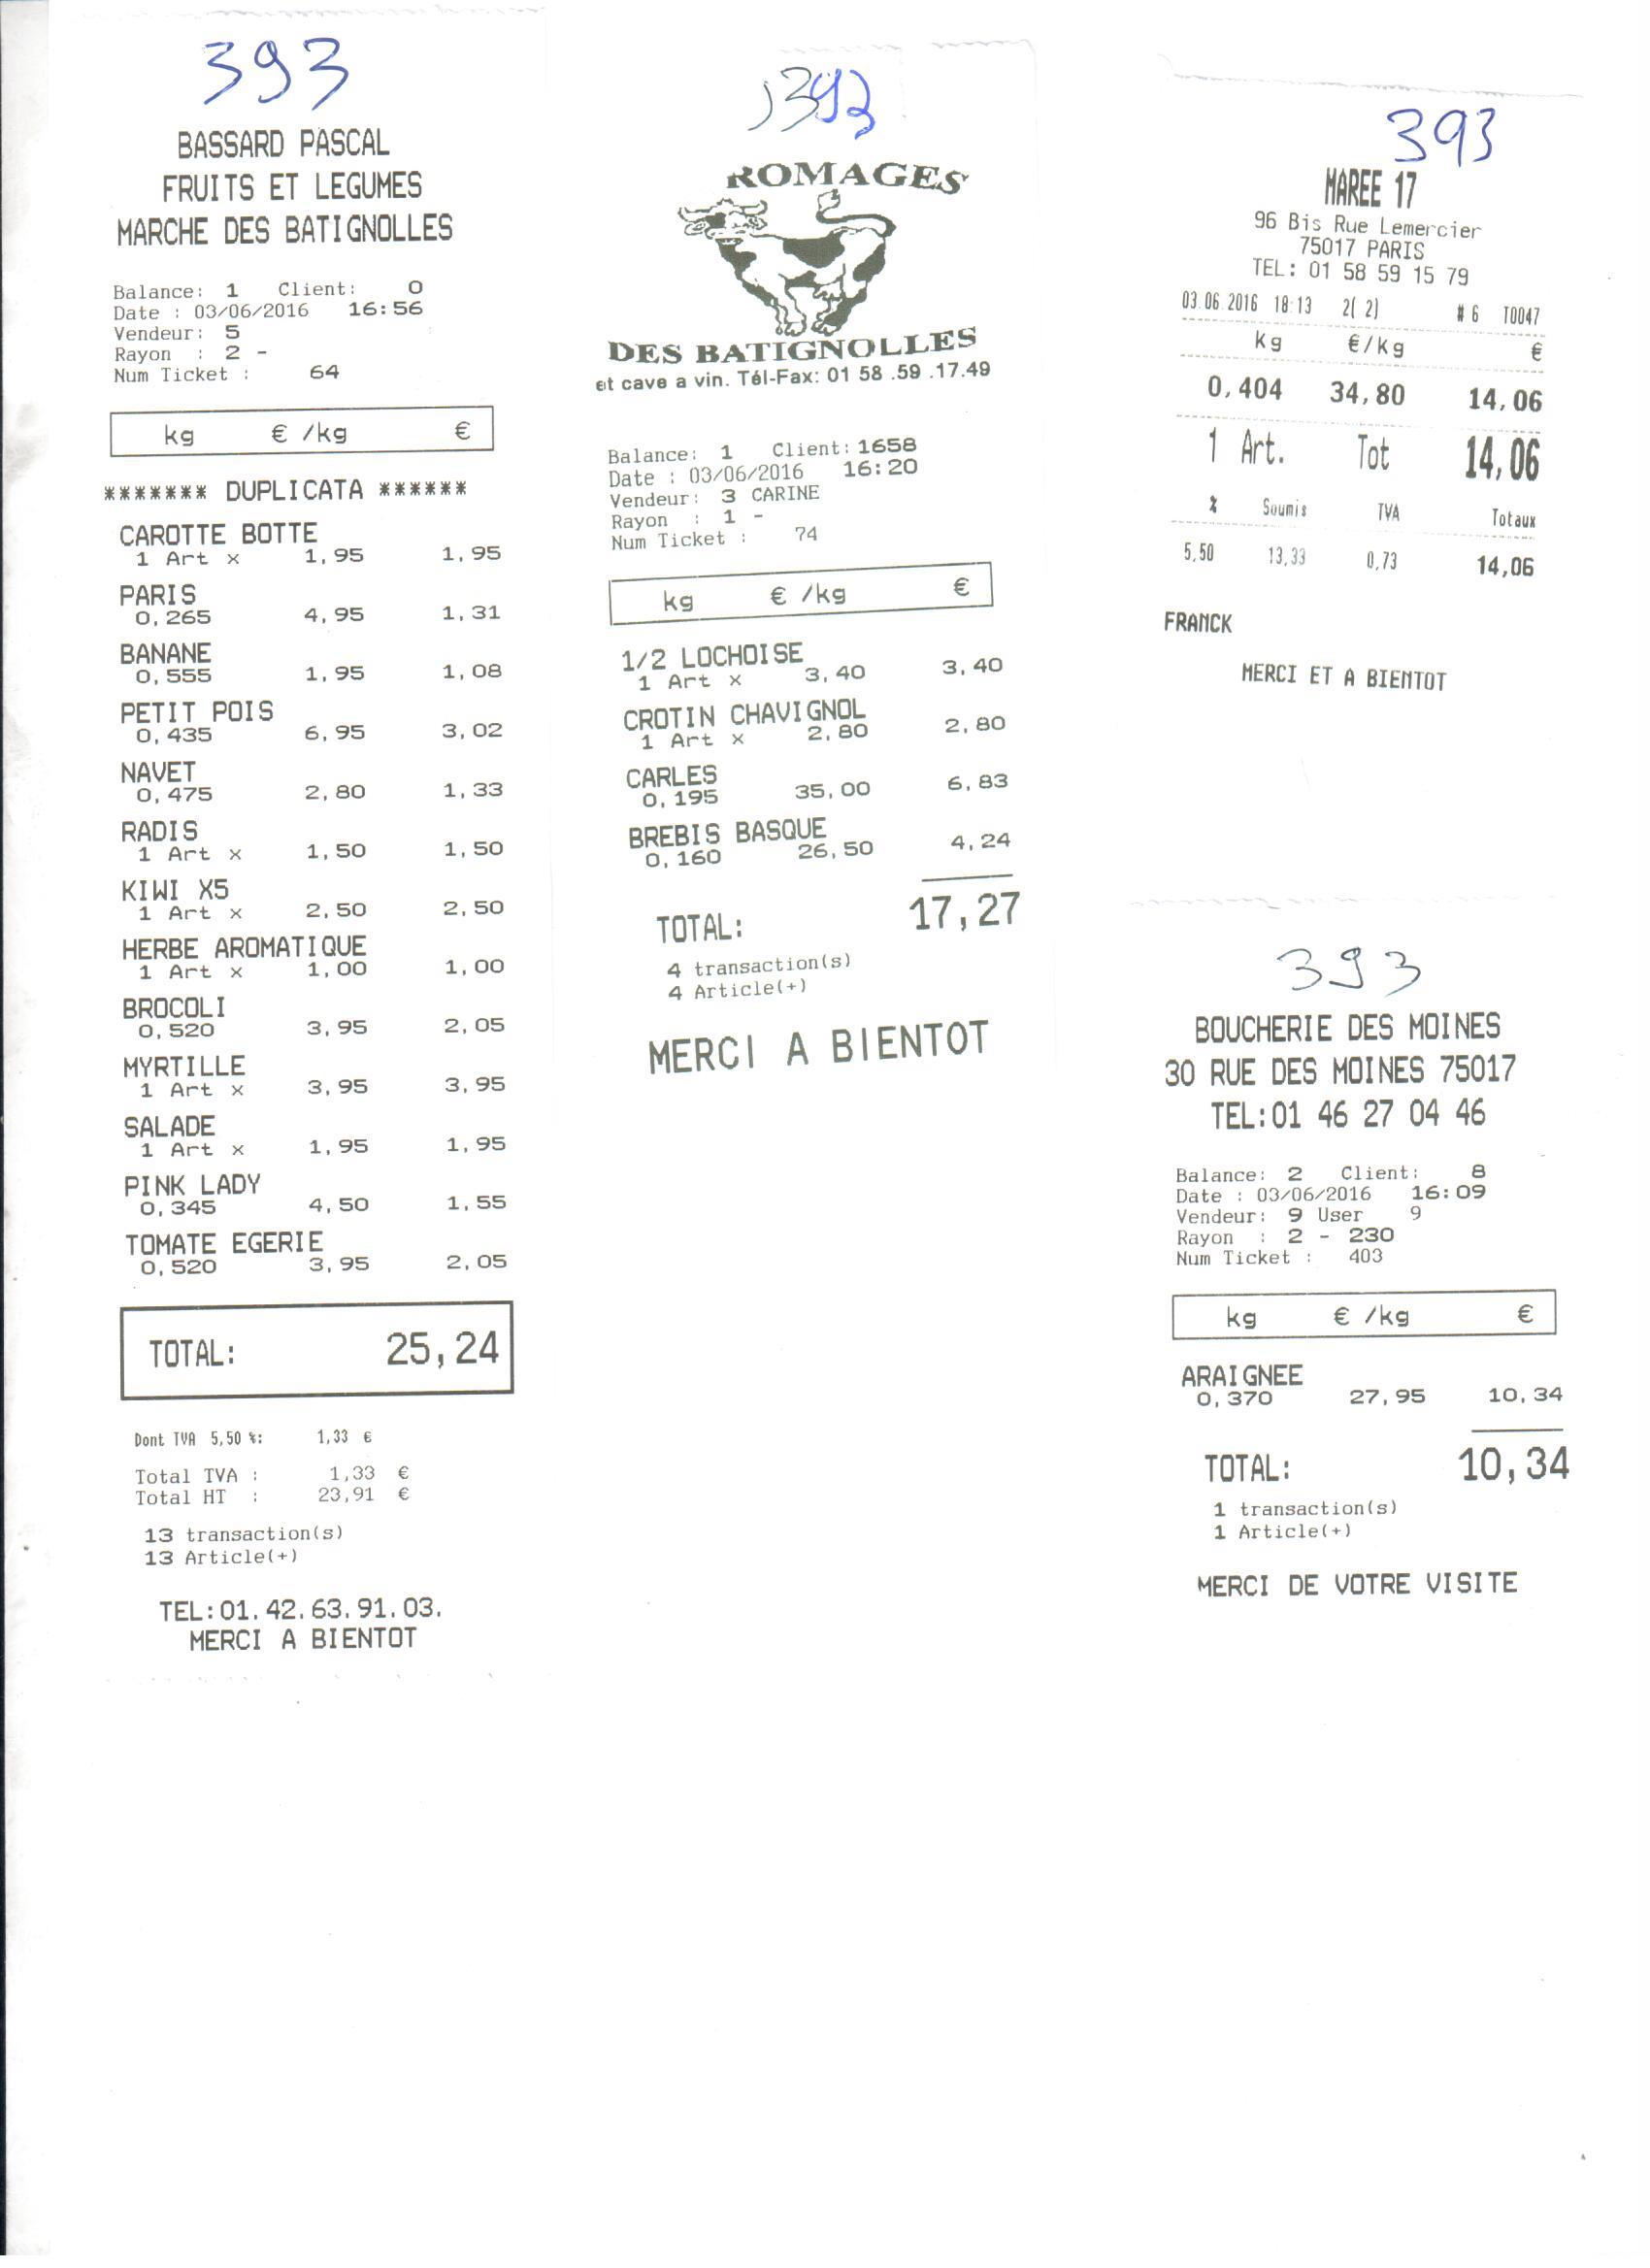 393
BASSARD PASCAL
FRUITS ET LEGUMES
MARCHE DES BATIGNOLLES
Balance: 1 Client: 0
Date : 03/06/2016 16:56
Vendeur: 5
Rayon : 2 -
Num Ticket : 64
kg € /kg €
******* DUPLICATA ******
CAROTTE BOTTE
1 Art x 1,95 1,95
PARIS
0,265 4,95 1,31
BANANE
0,555 1,95 1,08
PETIT POIS
0,435 6,95 3,02
NAVET
0,475 2,80 1,33
RADIS
1 Art x 1,50 1,50
KIWI X5
1 Art x 2,50 2,50
HERBE AROMATIQUE
1 Art x 1,00 1,00
BROCOLI
0,520 3,95 2,05
MYRTILLE
1 Art x 3,95 3,95
SALADE
1 Art x 1,95 1,95
PINK LADY
0,345 4,50 1,55
TOMATE EGERIE
0,520 3,95 2,05
TOTAL: 25,24
Dont TVA 5,50 %: 1,33 €
Total TVA : 1,33 €
Total HT : 23,91 €
13 transaction(s)
13 Article(+)
TEL:01.42.63.91.03.
MERCI A BIENTOT
393
ROMAGES
DES BATIGNOLLES
et cave a vin. Tél-Fax: 01 58 .59 .17.49
Balance: 1 Client: 1658
Date : 03/06/2016 16:20
Vendeur: 3 CARINE
Rayon : 1 -
Num Ticket : 74
kg € /kg €
1/2 LOCHOISE
1 Art x 3,40 3,40
CROTIN CHAVIGNOL
1 Art x 2,80 2,80
CARLES
0,195 35,00 6,83
BREBIS BASQUE
0,160 26,50 4,24
TOTAL: 17,27
4 transaction(s)
4 Article(+)
MERCI A BIENTOT
393
MAREE 17
96 Bis Rue Lemercier
75017 PARIS
TEL: 01 58 59 15 79
03.06.2016 18:13 2( 2) # 6 T0047
kg €/kg €
0,404 34,80 14,06
1 Art. Tot 14,06
% Soumis TVA Totaux
5,50 13,33 0,73 14,06
FRANCK
MERCI ET A BIENTOT
393
BOUCHERIE DES MOINES
30 RUE DES MOINES 75017
TEL:01 46 27 04 46
Balance: 2 Client: 8
Date : 03/06/2016 16:09
Vendeur: 9 User 9
Rayon : 2 - 230
Num Ticket : 403
kg € /kg €
ARAIGNEE
0,370 27,95 10,34
TOTAL: 10,34
1 transaction(s)
1 Article(+)
MERCI DE VOTRE VISITE